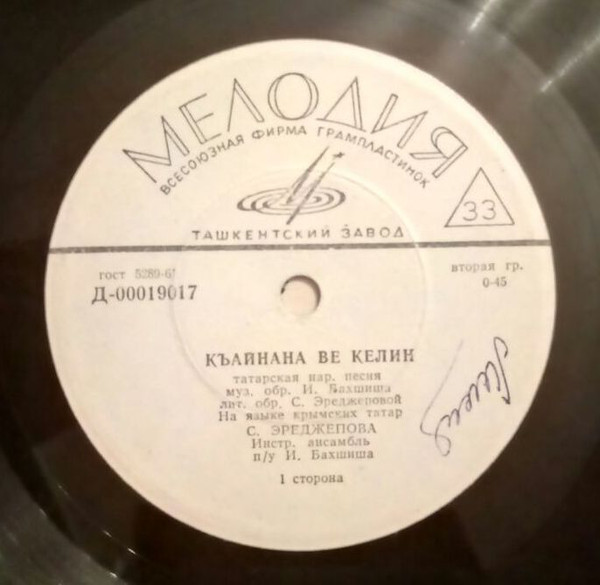 МЕЛОДИЯ
ВСЕСОЮЗНАЯ ФИРМА ГРАМПЛАСТИНОК
33
ТАШКЕНТСКИЙ ЗАВОД
гост 5289-61
Д-00019017
вторая гр.
0-45
КЪАЙНАНА ВЕ КЕЛИН
татарская нар. песня
муз. обр. И. Бахшиша
лит. обр. С. Эреджеповой
На языке крымских татар
С. ЭРЕДЖЕПОВА
Инстр. ансамбль
п/у И. Бахшиша
1 сторона